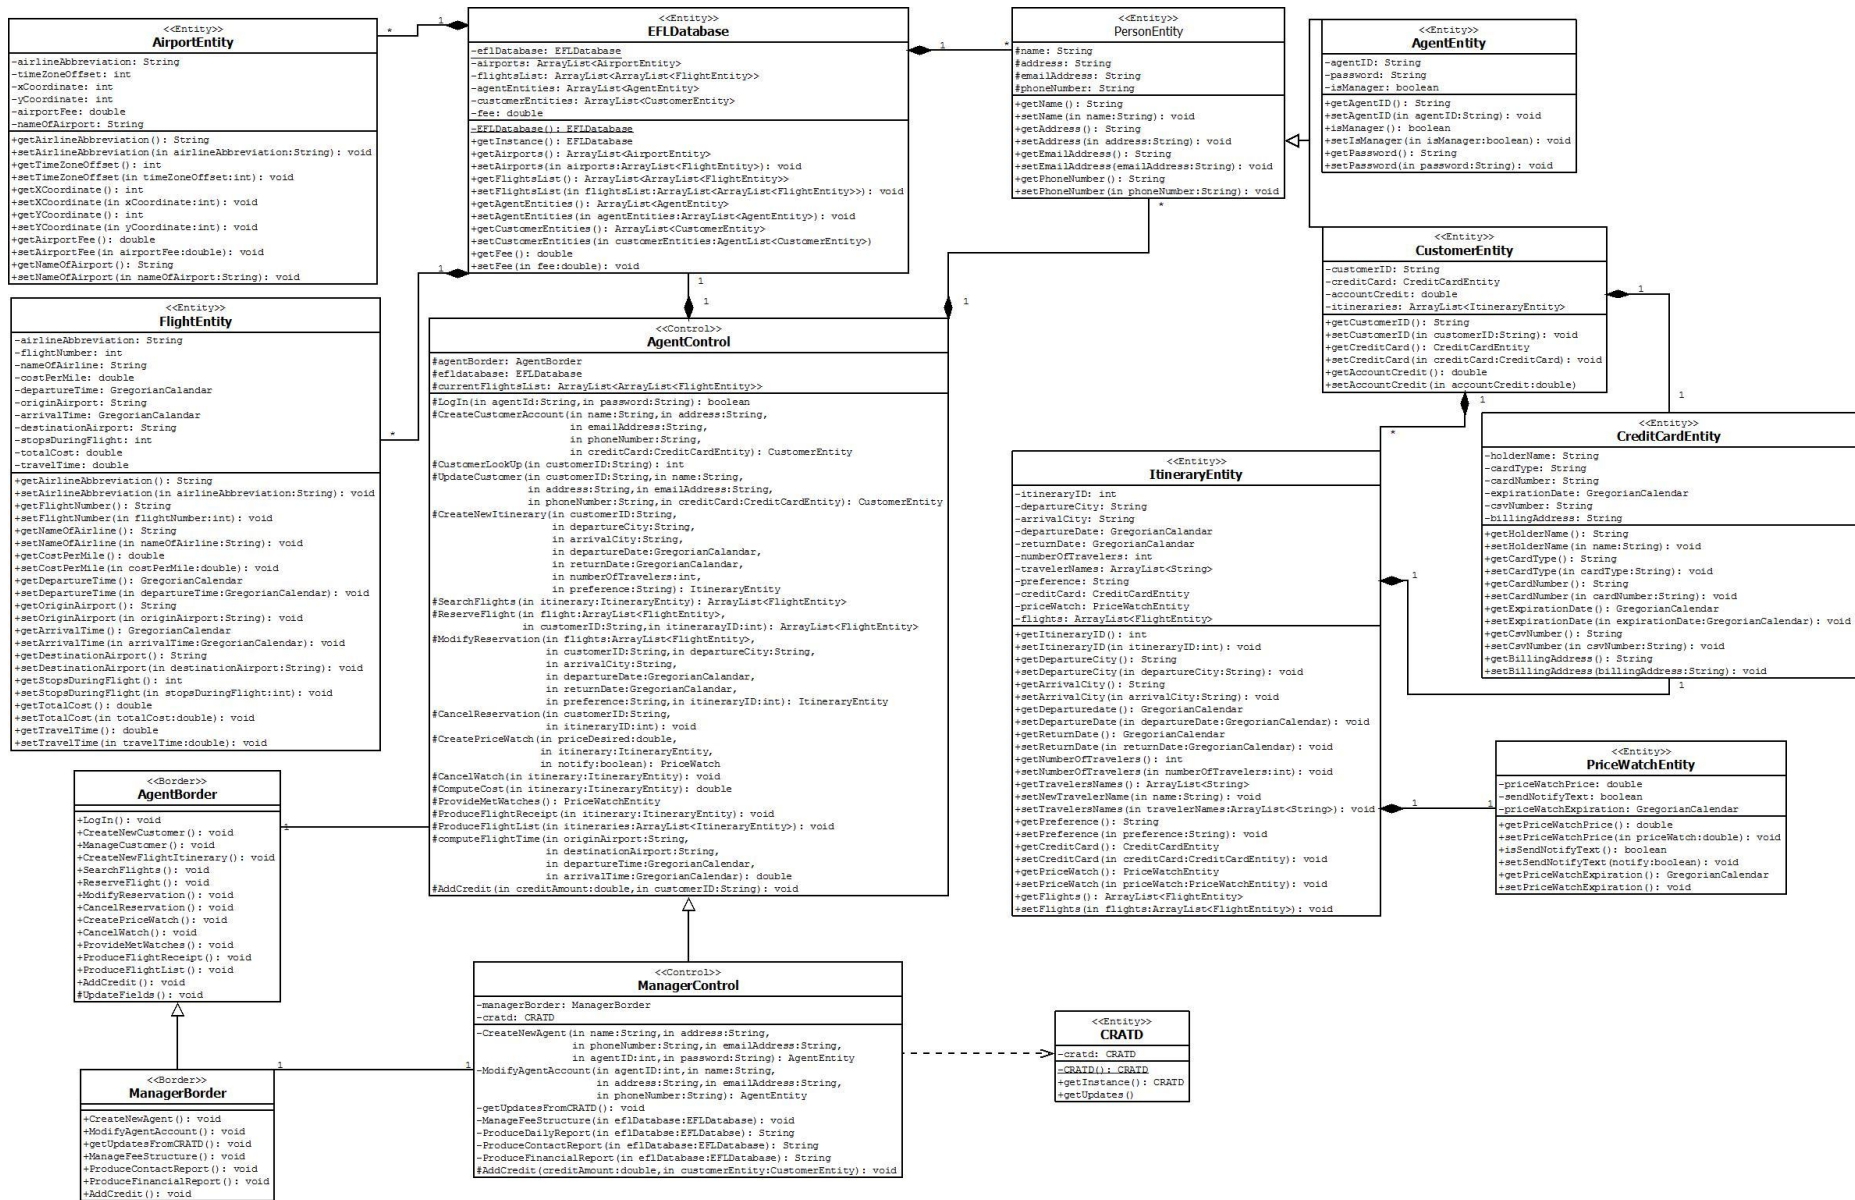 <<Entity>>
AirportEntity
-airlineAbbreviation: String
-timeZoneOffset: int
-xCoordinate: int
-yCoordinate: int
-airportFee: double
-nameOfAirport: String
+getAirlineAbbreviation(): String
+setAirlineAbbreviation(in airlineAbbreviation:String): void
+getTimeZoneOffset(): int
+setTimeZoneOffset(in timeZoneOffset:int): void
+getXCoordinate(): int
+setXCoordinate(in xCoordinate:int): void
+getYCoordinate(): int
+setYCoordinate(in yCoordinate:int): void
+getAirportFee(): double
+setAirportFee(in airportFee:double): void
+getNameOfAirport(): String
+setNameOfAirport(in nameOfAirport:String): void
*
1
<<Entity>>
EFLDatabase
-eflDatabase: EFLDatabase
-airports: ArrayList<AirportEntity>
-flightsList: ArrayList<ArrayList<FlightEntity>>
-agentEntities: ArrayList<AgentEntity>
-customerEntities: ArrayList<CustomerEntity>
-fee: double
-EFLDatabase(): EFLDatabase
+getInstance(): EFLDatabase
+getAirports(): ArrayList<AirportEntity>
+setAirports(in airports:ArrayList<FlightEntity>): void
+getFlightsList(): ArrayList<ArrayList<FlightEntity>>
+setFlightsList(in flightsList:ArrayList<ArrayList<FlightEntity>>): void
+getAgentEntities(): ArrayList<AgentEntity>
+setAgentEntities(in agentEntities:ArrayList<AgentEntity>): void
+getCustomerEntities(): ArrayList<CustomerEntity>
+setCustomerEntities(in customerEntities:AgentList<CustomerEntity>)
+getFee(): double
+setFee(in fee:double): void
1
*
1
*
1
1
<<Entity>>
PersonEntity
#name: String
#address: String
#emailAddress: String
#phoneNumber: String
+getName(): String
+setName(in name:String): void
+getAddress(): String
+setAddress(in address:String): void
+getEmailAddress(): String
+setEmailAddress(emailAddress:String): void
+getPhoneNumber(): String
+setPhoneNumber(in phoneNumber:String): void
*
1
<<Entity>>
AgentEntity
-agentID: String
-password: String
-isManager: boolean
+getAgentID(): String
+setAgentID(in agentID:String): void
+isManager(): boolean
+setIsManager(in isManager:boolean): void
+getPassword(): String
+setPassword(in password:String): void
<<Entity>>
CustomerEntity
-customerID: String
-creditCard: CreditCardEntity
-accountCredit: double
-itineraries: ArrayList<ItineraryEntity>
+getCustomerID(): String
+setCustomerID(in customerID:String): void
+getCreditCard(): CreditCardEntity
+setCreditCard(in creditCard:CreditCard): void
+getAccountCredit(): double
+setAccountCredit(in accountCredit:double)
1
1
1
*
<<Entity>>
FlightEntity
-airlineAbbreviation: String
-flightNumber: int
-nameOfAirline: String
-costPerMile: double
-departureTime: GregorianCalandar
-originAirport: String
-arrivalTime: GregorianCalandar
-destinationAirport: String
-stopsDuringFlight: int
-totalCost: double
-travelTime: double
+getAirlineAbbreviation(): String
+setAirlineAbbreviation(in airlineAbbreviation:String): void
+getFlightNumber(): String
+setFlightNumber(in flightNumber:int): void
+getNameOfAirline(): String
+setNameOfAirline(in nameOfAirline:String): void
+getCostPerMile(): double
+setCostPerMile(in costPerMile:double): void
+getDepartureTime(): GregorianCalendar
+setDepartureTime(in departureTime:GregorianCalendar): void
+getOriginAirport(): String
+setOriginAirport(in originAirport:String): void
+getArrivalTime(): GregorianCalendar
+setArrivalTime(in arrivalTime:GregorianCalendar): void
+getDestinationAirport(): String
+setDestinationAirport(in destinationAirport:String): void
+getStopsDuringFlight(): int
+setStopsDuringFlight(in stopsDuringFlight:int): void
+getTotalCost(): double
+setTotalCost(in totalCost:double): void
+getTravelTime(): double
+setTravelTime(in travelTime:double): void
<<Control>>
AgentControl
#agentBorder: AgentBorder
#efldatabase: EFLDatabase
#currentFlightsList: ArrayList<ArrayList<FlightEntity>>
#LogIn(in agentId:String,in password:String): boolean
#CreateCustomerAccount(in name:String,in address:String,
in emailAddress:String,
in phoneNumber:String,
in creditCard:CreditCardEntity): CustomerEntity
#CustomerLookUp(in customerID:String): int
#UpdateCustomer(in customerID:String,in name:String,
in address:String,in emailAddress:String,
in phoneNumber:String,in creditCard:CreditCardEntity): CustomerEntity
#CreateNewItinerary(in customerID:String,
in departureCity:String,
in arrivalCity:String,
in departureDate:GregorianCalandar,
in returnDate:GregorianCalandar,
in numberOfTravelers:int,
in preference:String): ItineraryEntity
#SearchFlights(in itinerary:ItineraryEntity): ArrayList<FlightEntity>
#ReserveFlight(in flight:ArrayList<FlightEntity>,
in customerID:String,in itinerarayID:int): ArrayList<FlightEntity>
#ModifyReservation(in flights:ArrayList<FlightEntity>,
in customerID:String,in departureCity:String,
in arrivalCity:String,
in departureDate:GregorianCalandar,
in returnDate:GregorianCalandar,
in preference:String,in itineraryID:int): ItineraryEntity
#CancelReservation(in customerID:String,
in itineraryID:int): void
#CreatePriceWatch(in priceDesired:double,
in itinerary:ItineraryEntity,
in notify:boolean): PriceWatch
#CancelWatch(in itinerary:ItineraryEntity): void
#ComputeCost(in itinerary:ItineraryEntity): double
#ProvideMetWatches(): PriceWatchEntity
#ProduceFlightReceipt(in itinerary:ItineraryEntity): void
#ProduceFlightList(in itineraries:ArrayList<ItineraryEntity>): void
#computeFlightTime(in originAirport:String,
in destinationAirport:String,
in departureTime:GregorianCalendar,
in arrivalTime:GregorianCalendar): double
#AddCredit(in creditAmount:double,in customerID:String): void
<<Entity>>
ItineraryEntity
-itineraryID: int
-departureCity: String
-arrivalCity: String
-departureDate: GregorianCalandar
-returnDate: GregorianCalandar
-numberOfTravelers: int
-travelerNames: ArrayList<String>
-preference: String
-creditCard: CreditCardEntity
-priceWatch: PriceWatchEntity
-flights: ArrayList<FlightEntity>
+getItineraryID(): int
+setItineraryID(in itineraryID:int): void
+getDepartureCity(): String
+setDepartureCity(in departureCity:String): void
+getArrivalCity(): String
+setArrivalCity(in arrivalCity:String): void
+getDeparturedate(): GregorianCalendar
+setDepartureDate(in departureDate:GregorianCalendar): void
+getReturnDate(): GregorianCalendar
+setReturnDate(in returnDate:GregorianCalendar): void
+getNumberOfTravelers(): int
+setNumberOfTravelers(in numberOfTravelers:int): void
+getTravelersNames(): ArrayList<String>
+setNewTravelerName(in name:String): void
+setTravelersNames(in travelerNames:ArrayList<String>): void
+getPreference(): String
+setPreference(in preference:String): void
+getCreditCard(): CreditCardEntity
+setCreditCard(in creditCard:CreditCardEntity): void
+getPriceWatch(): PriceWatchEntity
+setPriceWatch(in priceWatch:PriceWatchEntity): void
+getFlights(): ArrayList<FlightEntity>
+setFlights(in flights:ArrayList<FlightEntity>): void
1
1
1
1
<<Entity>>
CreditCardEntity
-holderName: String
-cardType: String
-cardNumber: String
-expirationDate: GregorianCalendar
-csvNumber: String
-billingAddress: String
+getHolderName(): String
+setHolderName(in name:String): void
+getCardType(): String
+setCardType(in cardType:String): void
+getCardNumber(): String
+setCardNumber(in cardNumber:String): void
+getExpirationDate(): GregorianCalendar
+setExpirationDate(in expirationDate:GregorianCalendar): void
+getCsvNumber(): String
+setCsvNumber(in csvNumber:String): void
+getBillingAddress(): String
+setBillingAddress(billingAddress:String): void
<<Entity>>
PriceWatchEntity
-priceWatchPrice: double
-sendNotifyText: boolean
-priceWatchExpiration: GregorianCalendar
+getPriceWatchPrice(): double
+setPriceWatchPrice(in priceWatch:double): void
+isSendNotifyText(): boolean
+setSendNotifyText(notify:boolean): void
+getPriceWatchExpiration(): GregorianCalendar
+setPriceWatchExpiration(): void
<<Border>>
AgentBorder
+LogIn(): void
+CreateNewCustomer(): void
+ManageCustomer(): void
+CreateNewFlightItinerary(): void
+SearchFlights(): void
+ReserveFlight(): void
+ModifyReservation(): void
+CancelReservation(): void
+CreatePriceWatch(): void
+CancelWatch(): void
+ProvideMetWatches(): void
+ProduceFlightReceipt(): void
+ProduceFlightList(): void
+AddCredit(): void
#UpdateFields(): void
1
1
<<Border>>
ManagerBorder
+CreateNewAgent(): void
+ModifyAgentAccount(): void
+getUpdatesFromCRATD(): void
+ManageFeeStructure(): void
+ProduceContactReport(): void
+ProduceFinancialReport(): void
+AddCredit(): void
1
1
<<Control>>
ManagerControl
-managerBorder: ManagerBorder
-cratd: CRATD
-CreateNewAgent(in name:String,in address:String,
in phoneNumber:String,in emailAddress:String,
in agentID:int,in password:String): AgentEntity
-ModifyAgentAccount(in agentID:int,in name:String,
in address:String,in emailAddress:String,
in phoneNumber:String): AgentEntity
-getUpdatesFromCRATD(): void
-ManageFeeStructure(in eflDatabase:EFLDatabase): void
-ProduceDailyReport(in eflDatabse:EFLDatabse): String
-ProduceContactReport(in eflDatabase:EFLDatabase): String
-ProduceFinancialReport(in eflDatabase:EFLDatabase): String
#AddCredit(creditAmount:double,in customerEntity:CustomerEntity): void
<<Entity>>
CRATD
-cratd: CRATD
-CRATD(): CRATD
+getInstance(): CRATD
+getUpdates()